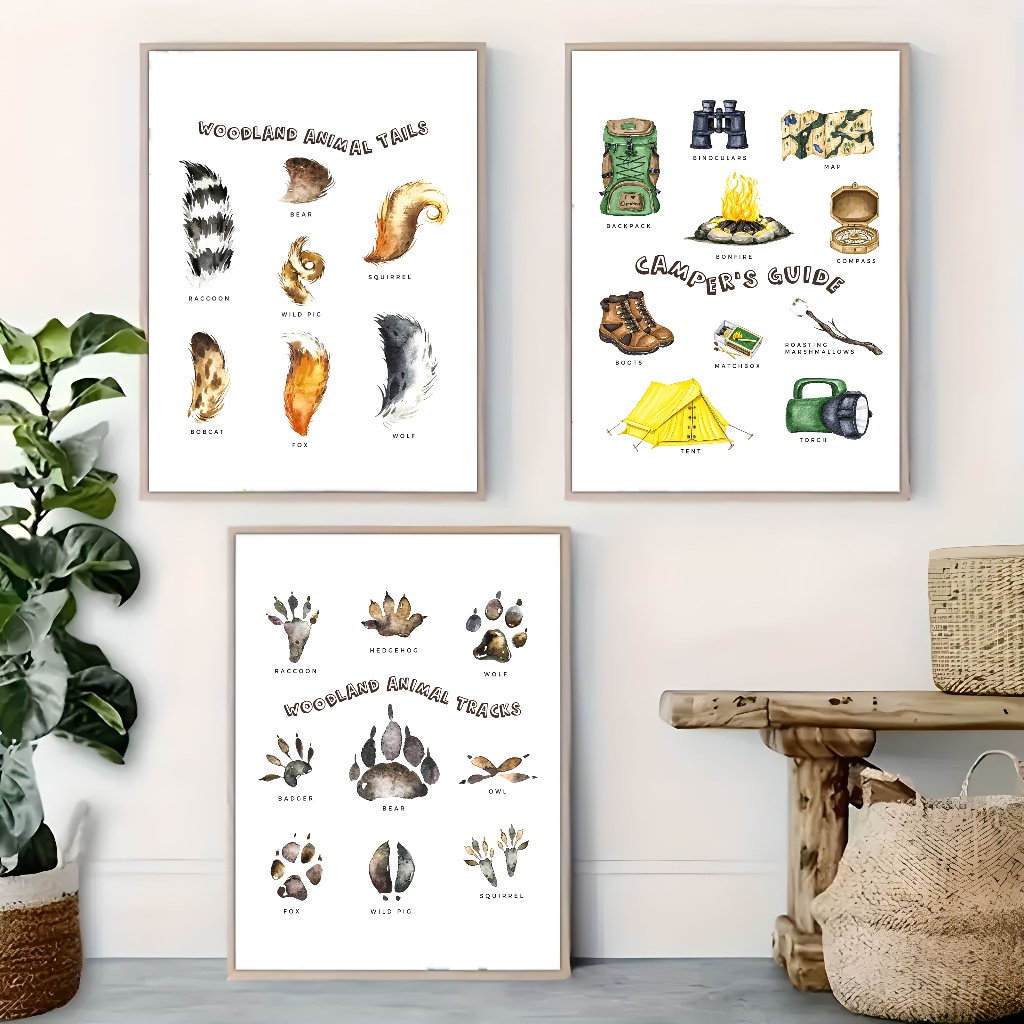 WOODLAND ANIMAL TAILS
BEAR
SQUIRREL
RACCOON
WILD PIG
BOBCAT
FOX
WOLF
BINOCULARS
MAP
BACKPACK
BONFIRE
COMPASS
CAMPER'S GUIDE
BOOTS
MATCHBOX
ROASTING
MARSHMALLOWS
TENT
TORCH
RACCOON
HEDGEHOG
WOLF
WOODLAND ANIMAL TRACKS
BADGER
BEAR
OWL
FOX
WILD PIG
SQUIRREL